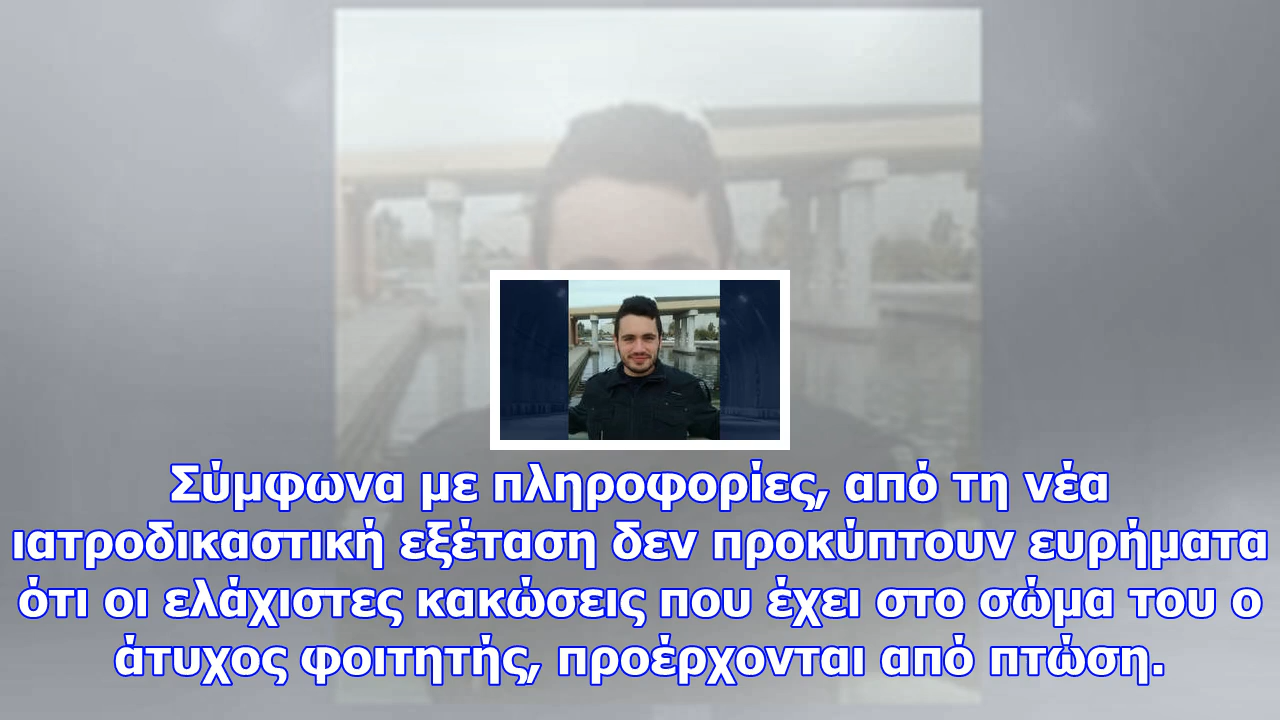 Σύμφωνα με πληροφορίες, από τη νέα
ιατροδικαστική εξέταση δεν προκύπτουν ευρήματα
ότι οι ελάχιστες κακώσεις που έχει στο σώμα του ο
άτυχος φοιτητής, προέρχονται από πτώση.